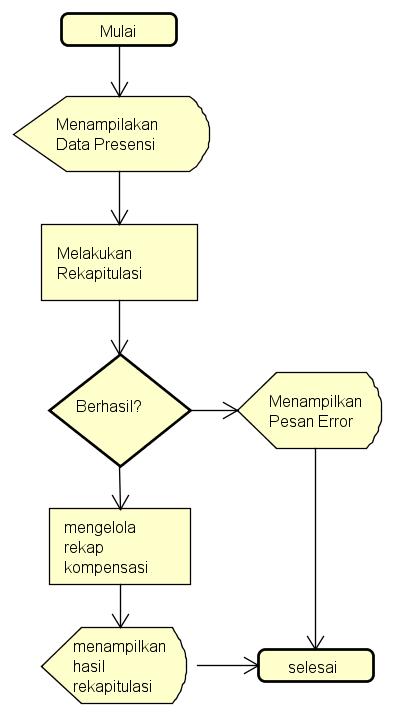 Mulai
Menampilakan
Data Presensi
Melakukan
Rekapitulasi
Berhasil?
Menampilkan
Pesan Error
mengelola
rekap
kompensasi
menampilkan
hasil
rekapitulasi
selesai